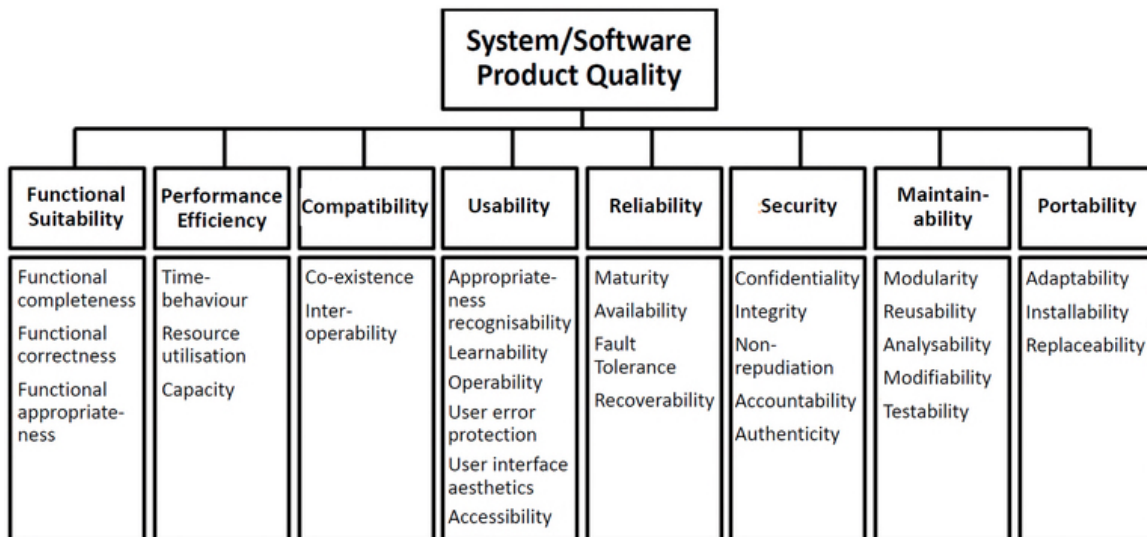 System/Software
Product Quality
Functional
Suitability
Performance
Efficiency
Compatibility
Usability
Reliability
Security
Maintain-
ability
Portability
Functional
completeness
Functional
correctness
Functional
appropriate-
ness
Time-
behaviour
Resource
utilisation
Capacity
Co-existence
Inter-
operability
Appropriate-
ness
recognisability
Learnability
Operability
User error
protection
User interface
aesthetics
Accessibility
Maturity
Availability
Fault
Tolerance
Recoverability
Confidentiality
Integrity
Non-
repudiation
Accountability
Authenticity
Modularity
Reusability
Analysability
Modifiability
Testability
Adaptability
Installability
Replaceability